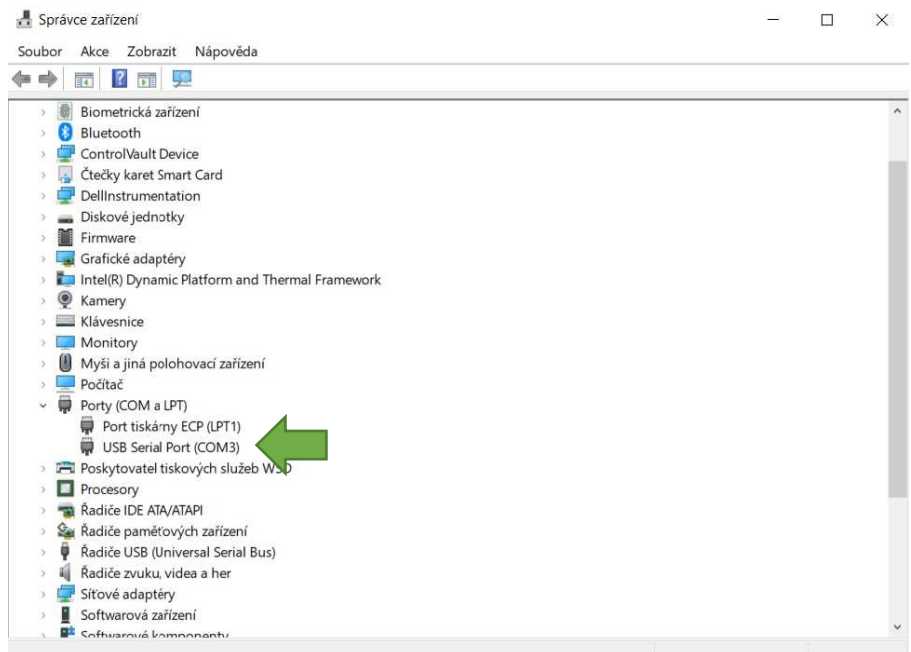 Správce zařízení
Soubor Akce Zobrazit Nápověda
Biometrická zařízení
Bluetooth
ControlVault Device
Čtečky karet Smart Card
DellInstrumentation
Diskové jednotky
Firmware
Grafické adaptéry
Intel(R) Dynamic Platform and Thermal Framework
Kamery
Klávesnice
Monitory
Myši a jiná polohovací zařízení
Počítač
Porty (COM a LPT)
Port tiskárny ECP (LPT1)
USB Serial Port (COM3)
Poskytovatel tiskových služeb WSD
Procesory
Řadiče IDE ATA/ATAPI
Řadiče paměťových zařízení
Řadiče USB (Universal Serial Bus)
Řadiče zvuku, videa a her
Síťové adaptéry
Softwarová zařízení
Softwarové komponenty